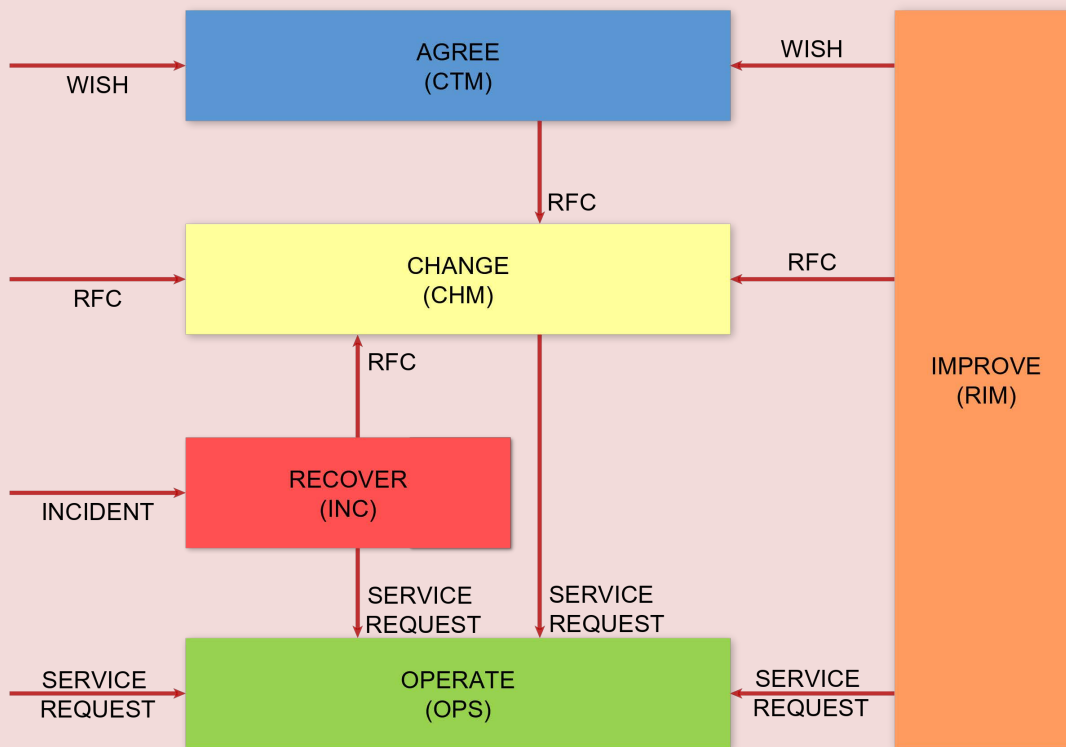 AGREE
(CTM)
WISH
WISH
RFC
CHANGE
(CHM)
RFC
RFC
RFC
IMPROVE
(RIM)
RECOVER
(INC)
INCIDENT
SERVICE
REQUEST
SERVICE
REQUEST
OPERATE
(OPS)
SERVICE
REQUEST
SERVICE
REQUEST